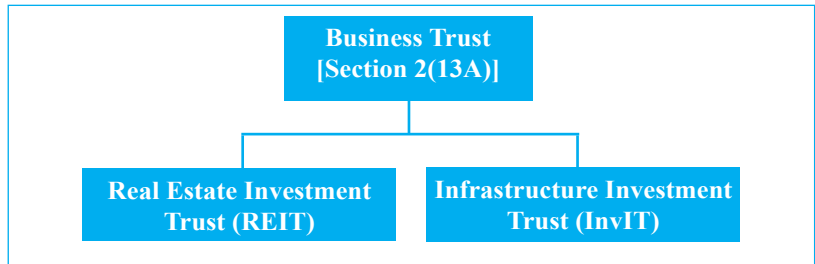 Business Trust
[Section 2(13A)]
Real Estate Investment
Trust (REIT)
Infrastructure Investment
Trust (InvIT)